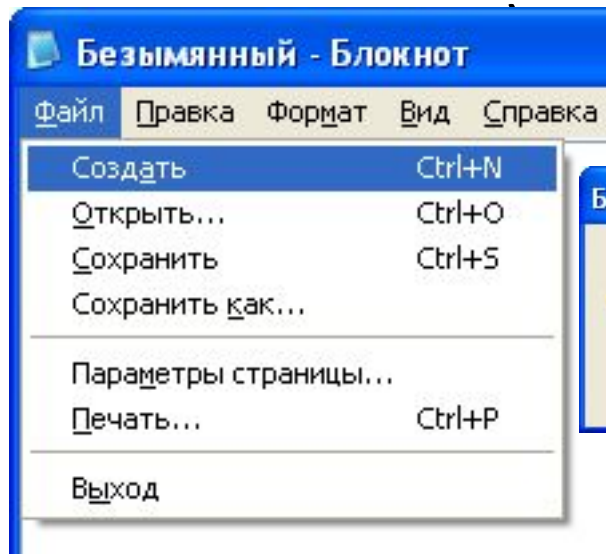 Безымянный - Блокнот
Файл Правка Формат Вид Справка
Создать Ctrl+N
Открыть... Ctrl+O
Сохранить Ctrl+S
Сохранить как...
Параметры страницы...
Печать... Ctrl+P
Выход